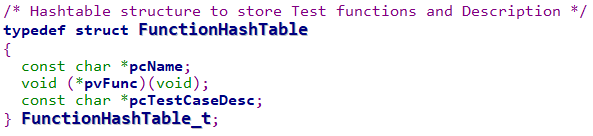 /* Hashtable structure to store Test functions and Description */
typedef struct FunctionHashTable
{
  const char *pcName;
  void (*pvFunc)(void);
  const char *pcTestCaseDesc;
} FunctionHashTable_t;